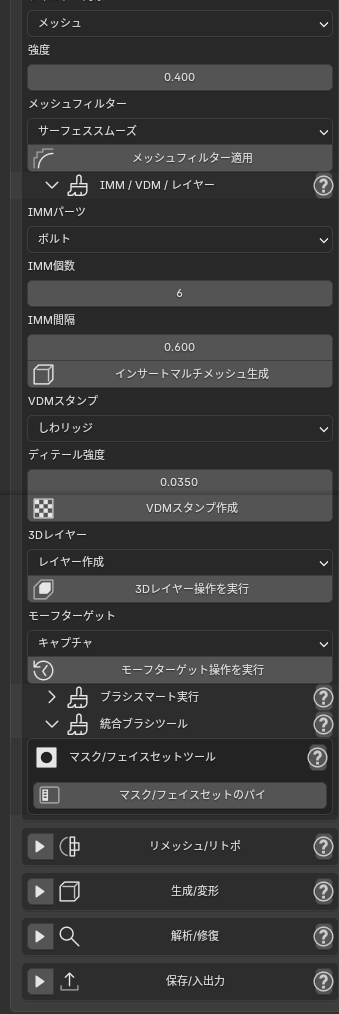 メッシュ
強度
0.400
メッシュフィルター
サーフェススムーズ
メッシュフィルター適用
IMM / VDM / レイヤー
IMMパーツ
ボルト
IMM個数
6
IMM間隔
0.600
インサートマルチメッシュ生成
VDMスタンプ
しわリッジ
ディテール強度
0.0350
VDMスタンプ作成
3Dレイヤー
レイヤー作成
3Dレイヤー操作を実行
モーフターゲット
キャプチャ
モーフターゲット操作を実行
ブラシスマート実行
統合ブラシツール
マスク/フェイスセットツール
マスク/フェイスセットのパイ
リメッシュ/リトポ
生成/変形
解析/修復
保存/入出力